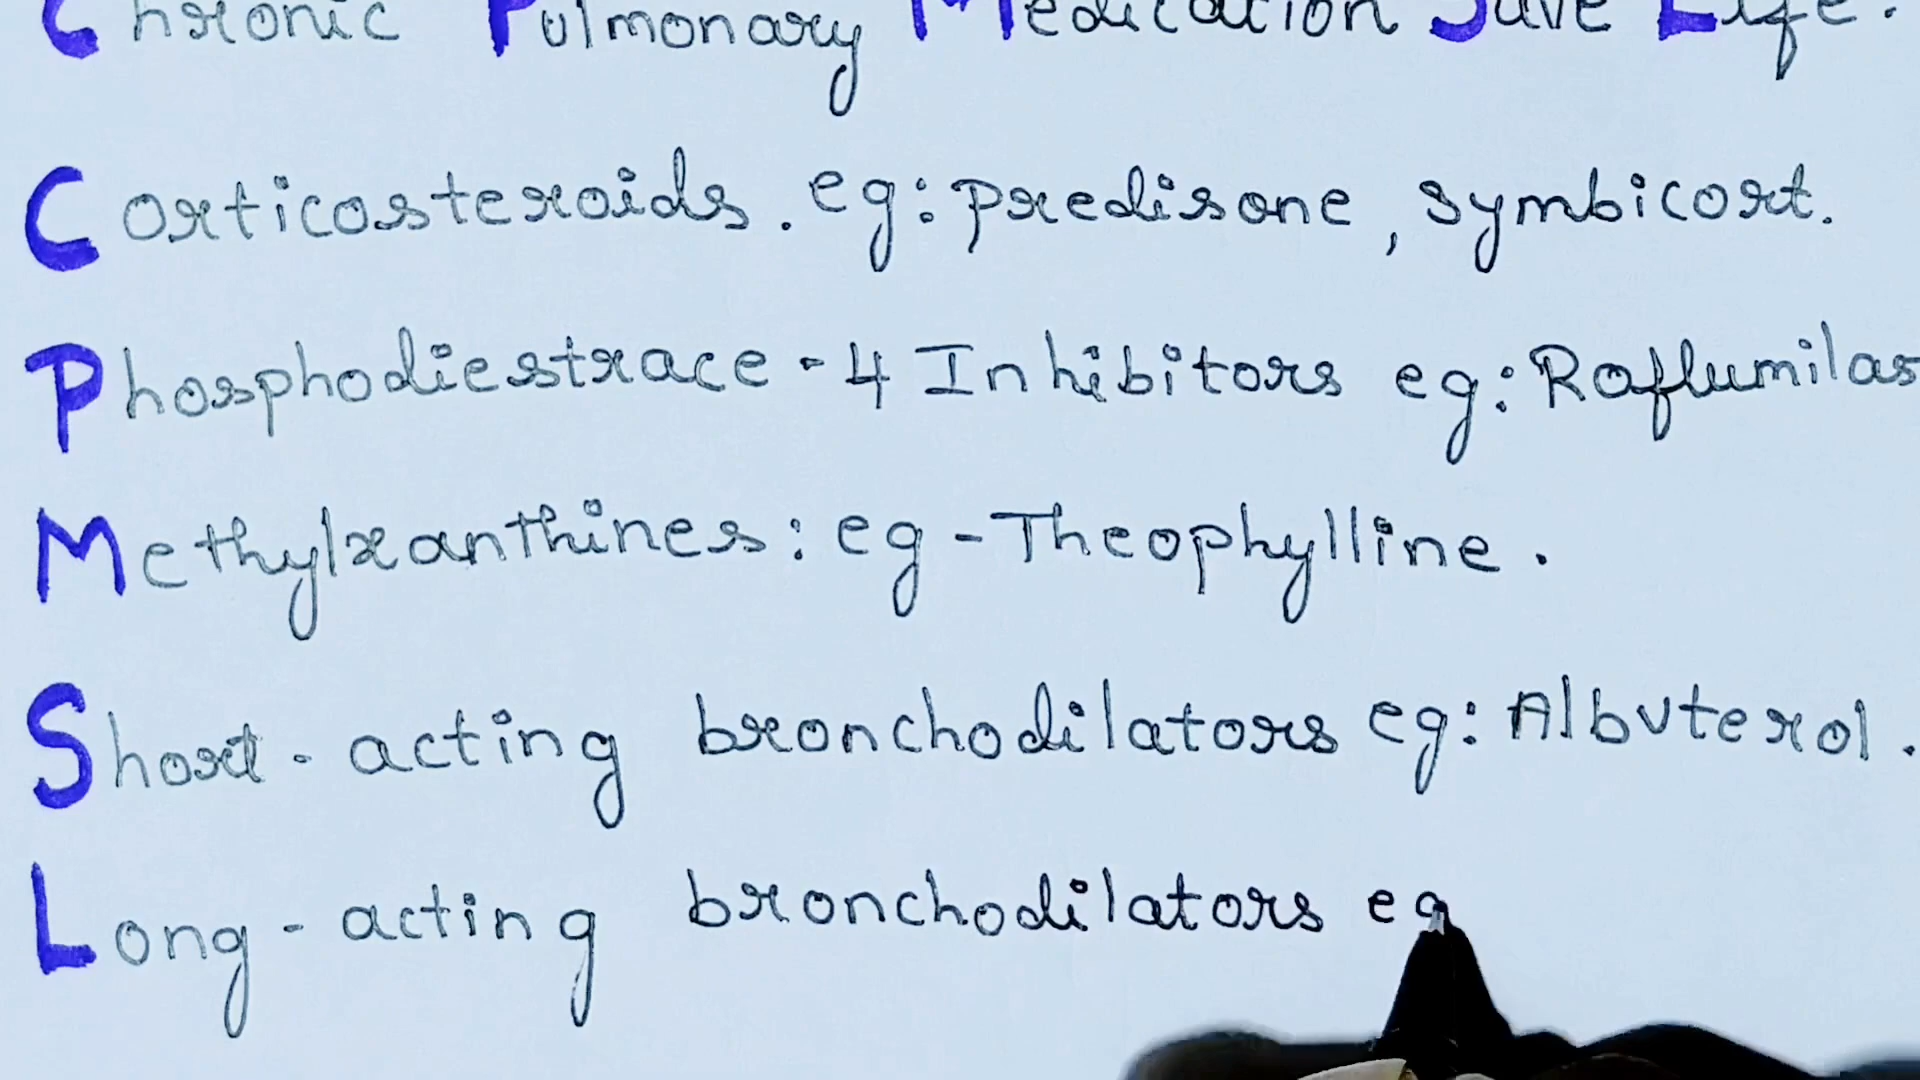 Chronic Pulmonary Medication Save Life.
Corticosteroids. eg: predisone, symbicort.
Phosphodiestrace - 4 Inhibitors eg: Roflumilas
Methylxanthines: eg - Theophylline.
Short - acting bronchodilators eg: Albuterol.
Long - acting bronchodilators eg